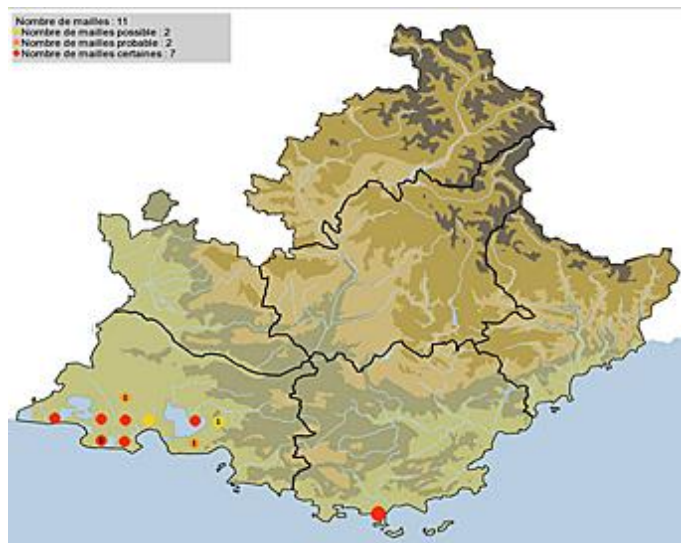 Nombre de mailles : 11
Nombre de mailles possible : 2
Nombre de mailles probable : 2
Nombre de mailles certaines : 7